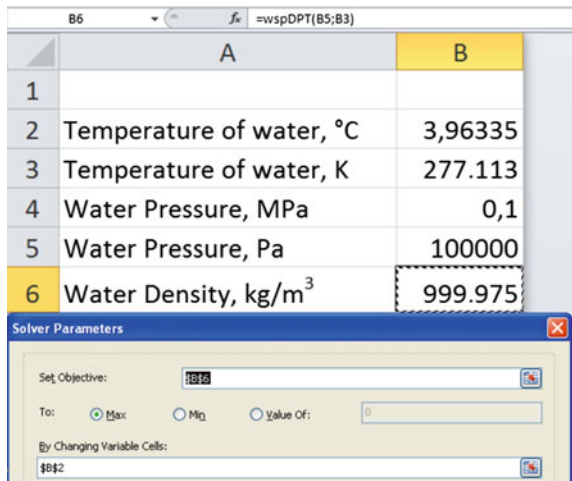 B6 fx =wspDPT(B5;B3)
A B
1
2 Temperature of water, °C 3,96335
3 Temperature of water, K 277.113
4 Water Pressure, MPa 0,1
5 Water Pressure, Pa 100000
6 Water Density, kg/m³ 999.975
Solver Parameters
Set Objective: $B$6
To: Max Min Value Of: 0
By Changing Variable Cells:
$B$2